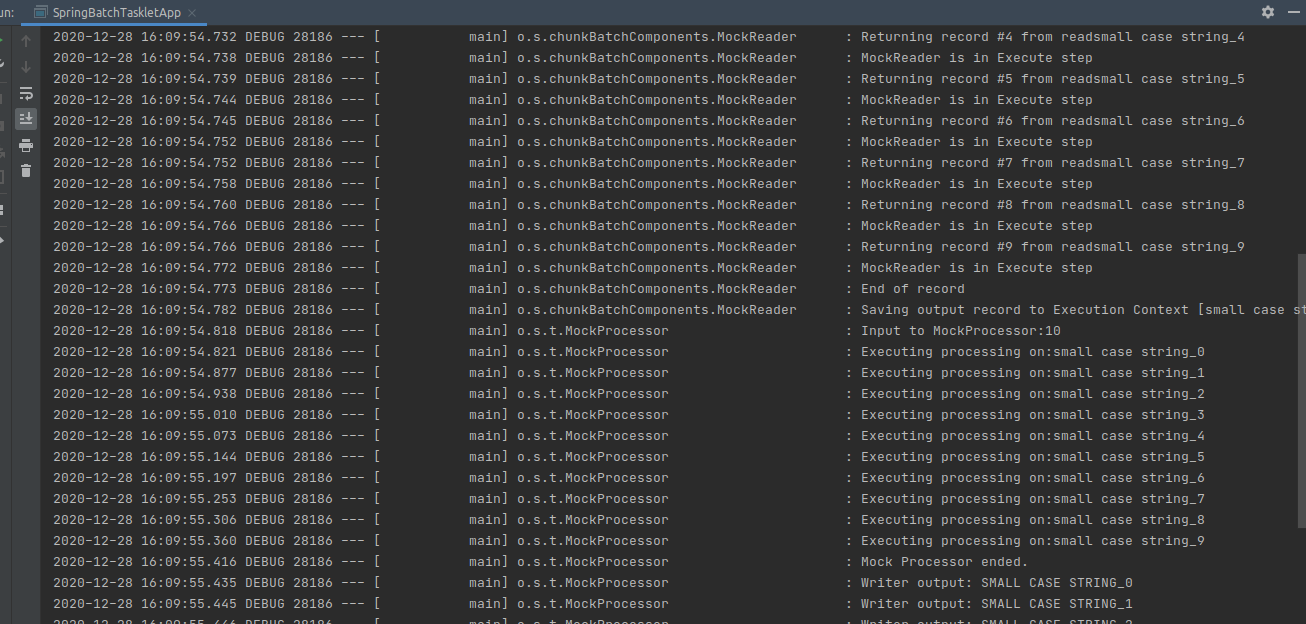 un: SpringBatchTaskletApp ×
2020-12-28 16:09:54.732 DEBUG 28186 --- [           main] o.s.chunkBatchComponents.MockReader      : Returning record #4 from readsmall case string_4
2020-12-28 16:09:54.738 DEBUG 28186 --- [           main] o.s.chunkBatchComponents.MockReader      : MockReader is in Execute step
2020-12-28 16:09:54.739 DEBUG 28186 --- [           main] o.s.chunkBatchComponents.MockReader      : Returning record #5 from readsmall case string_5
2020-12-28 16:09:54.744 DEBUG 28186 --- [           main] o.s.chunkBatchComponents.MockReader      : MockReader is in Execute step
2020-12-28 16:09:54.745 DEBUG 28186 --- [           main] o.s.chunkBatchComponents.MockReader      : Returning record #6 from readsmall case string_6
2020-12-28 16:09:54.752 DEBUG 28186 --- [           main] o.s.chunkBatchComponents.MockReader      : MockReader is in Execute step
2020-12-28 16:09:54.752 DEBUG 28186 --- [           main] o.s.chunkBatchComponents.MockReader      : Returning record #7 from readsmall case string_7
2020-12-28 16:09:54.758 DEBUG 28186 --- [           main] o.s.chunkBatchComponents.MockReader      : MockReader is in Execute step
2020-12-28 16:09:54.760 DEBUG 28186 --- [           main] o.s.chunkBatchComponents.MockReader      : Returning record #8 from readsmall case string_8
2020-12-28 16:09:54.766 DEBUG 28186 --- [           main] o.s.chunkBatchComponents.MockReader      : MockReader is in Execute step
2020-12-28 16:09:54.766 DEBUG 28186 --- [           main] o.s.chunkBatchComponents.MockReader      : Returning record #9 from readsmall case string_9
2020-12-28 16:09:54.772 DEBUG 28186 --- [           main] o.s.chunkBatchComponents.MockReader      : MockReader is in Execute step
2020-12-28 16:09:54.773 DEBUG 28186 --- [           main] o.s.chunkBatchComponents.MockReader      : End of record
2020-12-28 16:09:54.782 DEBUG 28186 --- [           main] o.s.chunkBatchComponents.MockReader      : Saving output record to Execution Context [small case st
2020-12-28 16:09:54.818 DEBUG 28186 --- [           main] o.s.t.MockProcessor                      : Input to MockProcessor:10
2020-12-28 16:09:54.821 DEBUG 28186 --- [           main] o.s.t.MockProcessor                      : Executing processing on:small case string_0
2020-12-28 16:09:54.877 DEBUG 28186 --- [           main] o.s.t.MockProcessor                      : Executing processing on:small case string_1
2020-12-28 16:09:54.938 DEBUG 28186 --- [           main] o.s.t.MockProcessor                      : Executing processing on:small case string_2
2020-12-28 16:09:55.010 DEBUG 28186 --- [           main] o.s.t.MockProcessor                      : Executing processing on:small case string_3
2020-12-28 16:09:55.073 DEBUG 28186 --- [           main] o.s.t.MockProcessor                      : Executing processing on:small case string_4
2020-12-28 16:09:55.144 DEBUG 28186 --- [           main] o.s.t.MockProcessor                      : Executing processing on:small case string_5
2020-12-28 16:09:55.197 DEBUG 28186 --- [           main] o.s.t.MockProcessor                      : Executing processing on:small case string_6
2020-12-28 16:09:55.253 DEBUG 28186 --- [           main] o.s.t.MockProcessor                      : Executing processing on:small case string_7
2020-12-28 16:09:55.306 DEBUG 28186 --- [           main] o.s.t.MockProcessor                      : Executing processing on:small case string_8
2020-12-28 16:09:55.360 DEBUG 28186 --- [           main] o.s.t.MockProcessor                      : Executing processing on:small case string_9
2020-12-28 16:09:55.416 DEBUG 28186 --- [           main] o.s.t.MockProcessor                      : Mock Processor ended.
2020-12-28 16:09:55.435 DEBUG 28186 --- [           main] o.s.t.MockProcessor                      : Writer output: SMALL CASE STRING_0
2020-12-28 16:09:55.445 DEBUG 28186 --- [           main] o.s.t.MockProcessor                      : Writer output: SMALL CASE STRING_1
2020-12-28 16:09:55.446 DEBUG 28186 --- [           main] o.s.t.MockProcessor                      : Writer output: SMALL CASE STRING_2